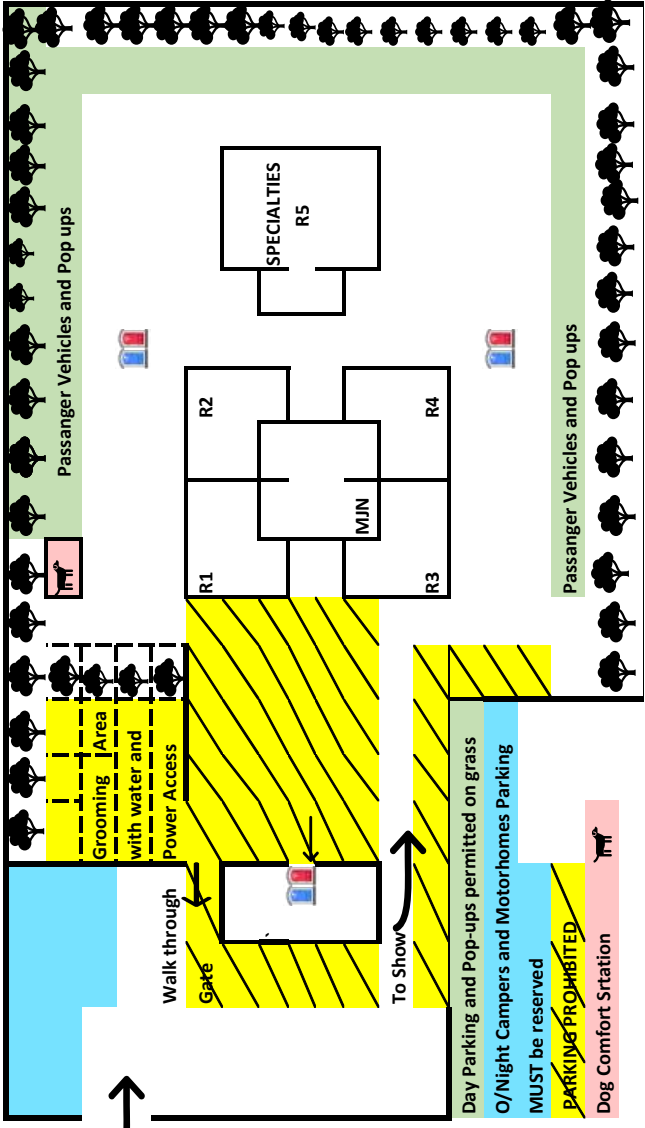 Passanger Vehicles and Pop ups
SPECIALTIES
R5
R2
R4
R1
MJN
R3
Passanger Vehicles and Pop ups
Grooming Area
with water and
Power Access
Walk through
Gate
To Show
Day Parking and Pop-ups permitted on grass
O/Night Campers and Motorhomes Parking
MUST be reserved
PARKING PROHIBITED
Dog Comfort Srtation